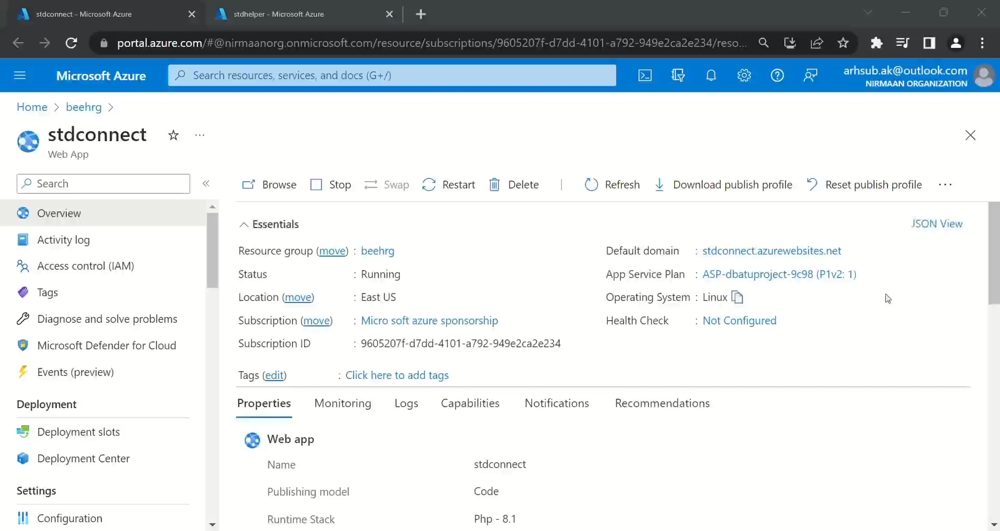 stdconnect - Microsoft Azure
stdhelper - Microsoft Azure
portal.azure.com/#@nirmaanorg.onmicrosoft.com/resource/subscriptions/9605207f-d7dd-4101-a792-949e2ca2e234/reso...
Microsoft Azure
Search resources, services, and docs (G+/)
arhsub.ak@outlook.com
NIRMAAN ORGANIZATION
Home > beehrg >
stdconnect
Web App
Search
Browse Stop Swap Restart Delete Refresh Download publish profile Reset publish profile
Overview
Activity log
Access control (IAM)
Tags
Diagnose and solve problems
Microsoft Defender for Cloud
Events (preview)
Deployment
Deployment slots
Deployment Center
Settings
Configuration
Essentials
JSON View
Resource group (move) : beehrg
Status : Running
Location (move) : East US
Subscription (move) : Micro soft azure sponsorship
Subscription ID : 9605207f-d7dd-4101-a792-949e2ca2e234
Default domain : stdconnect.azurewebsites.net
App Service Plan : ASP-dbatuproject-9c98 (P1v2: 1)
Operating System : Linux
Health Check : Not Configured
Tags (edit) : Click here to add tags
Properties Monitoring Logs Capabilities Notifications Recommendations
Web app
Name stdconnect
Publishing model Code
Runtime Stack Php - 8.1